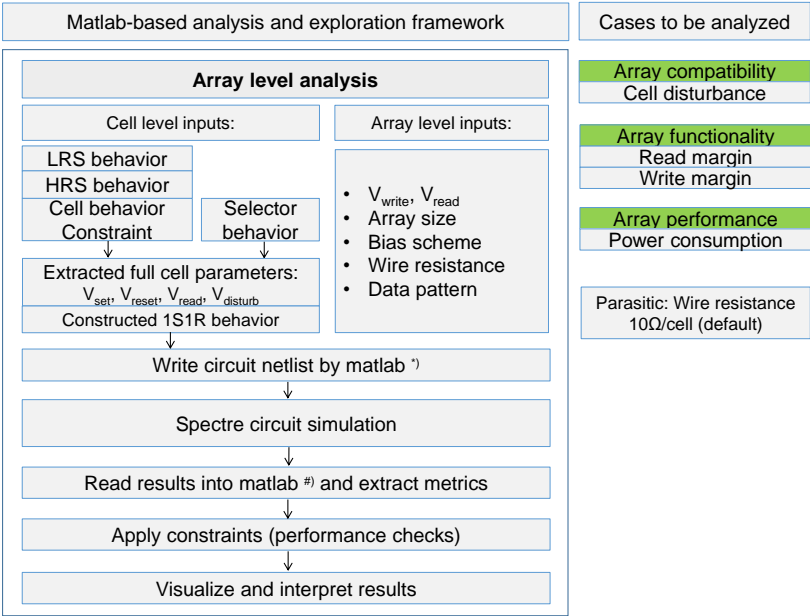 Matlab-based analysis and exploration framework
Array level analysis
Cell level inputs:
LRS behavior
HRS behavior
Cell behavior
Constraint
Selector
behavior
Extracted full cell parameters:
Vset, Vreset, Vread, Vdisturb
Constructed 1S1R behavior
Array level inputs:
• Vwrite, Vread
• Array size
• Bias scheme
• Wire resistance
• Data pattern
Write circuit netlist by matlab *)
Spectre circuit simulation
Read results into matlab #) and extract metrics
Apply constraints (performance checks)
Visualize and interpret results
Cases to be analyzed
Array compatibility
Cell disturbance
Array functionality
Read margin
Write margin
Array performance
Power consumption
Parasitic: Wire resistance
10Ω/cell (default)